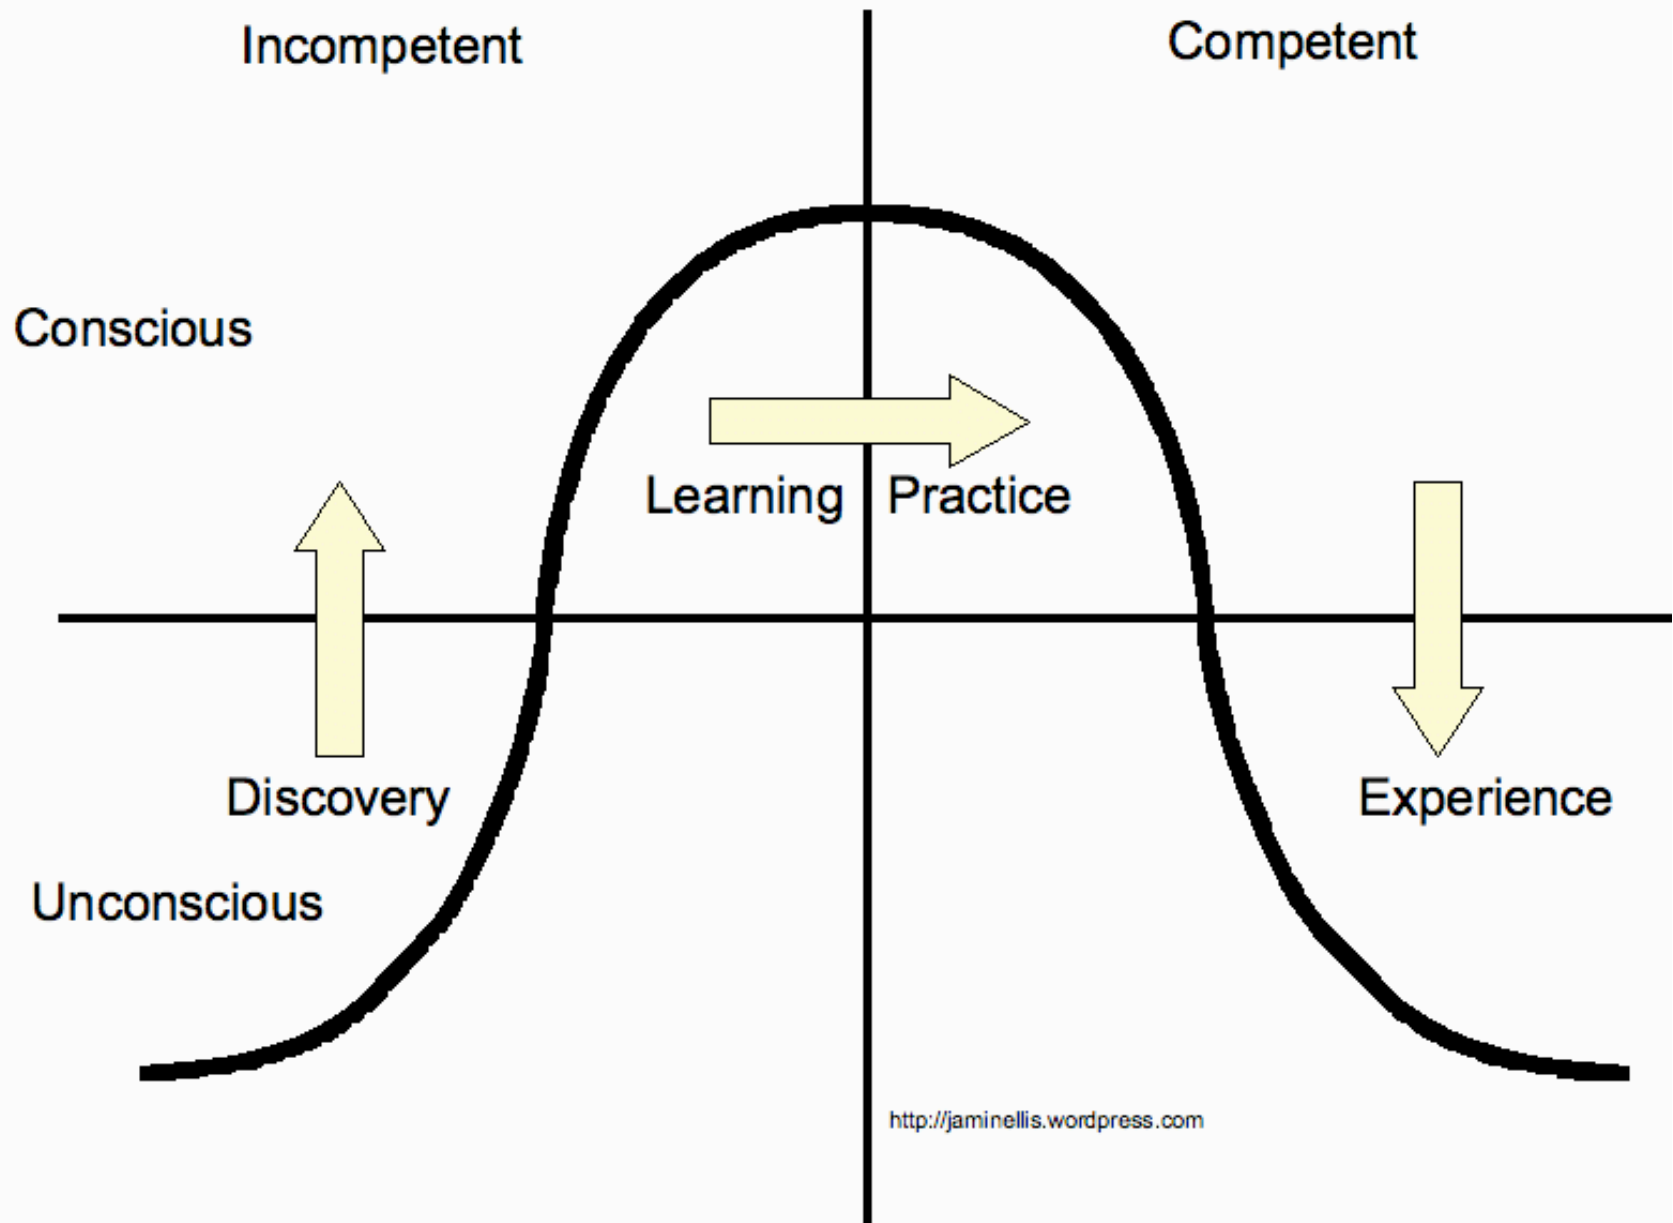 Incompetent
Competent
Conscious
Learning
Practice
Discovery
Experience
Unconscious
http://jaminellis.wordpress.com